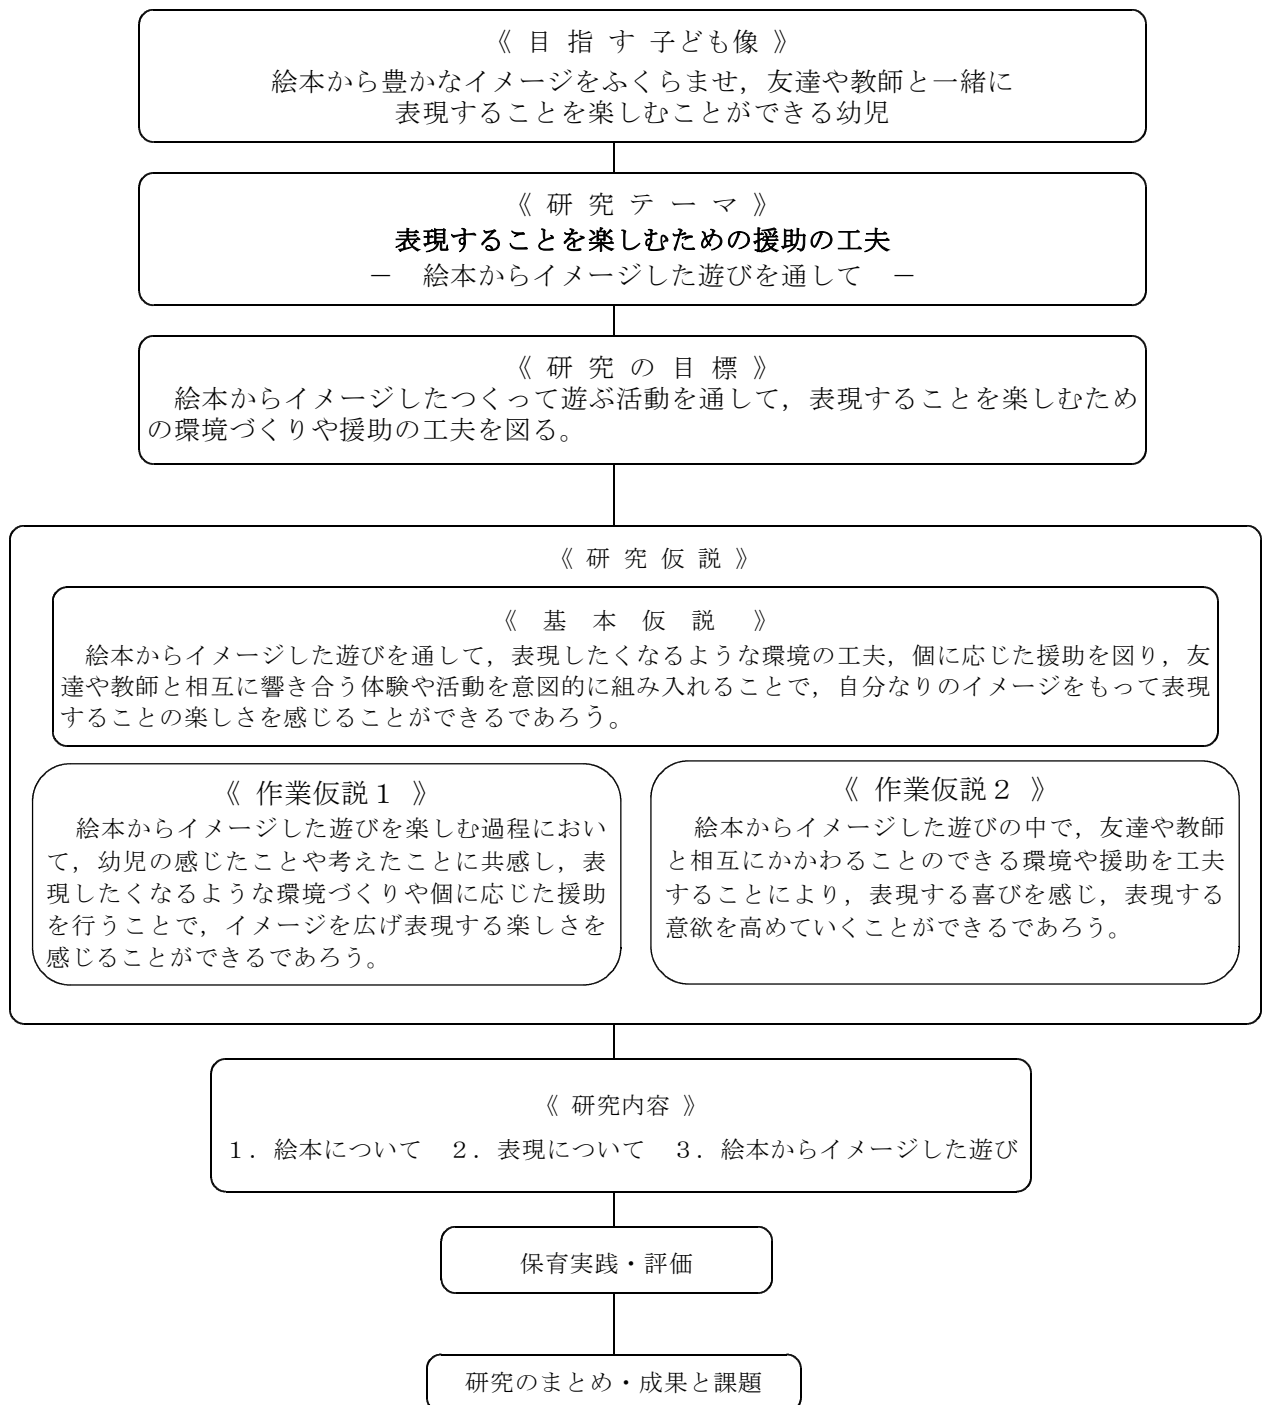 《 目 指 す 子ども像 》
絵本から豊かなイメージをふくらませ，友達や教師と一緒に
表現することを楽しむことができる幼児
《 研 究 テ ー マ 》
表現することを楽しむための援助の工夫
－　絵本からイメージした遊びを通して　－
《 研 究 の 目 標 》
絵本からイメージしたつくって遊ぶ活動を通して，表現することを楽しむため
の環境づくりや援助の工夫を図る。
《 研 究 仮 説 》
《　基　本　仮　説　》
絵本からイメージした遊びを通して，表現したくなるような環境の工夫，個に応じた援助を図り，友
達や教師と相互に響き合う体験や活動を意図的に組み入れることで，自分なりのイメージをもって表現
することの楽しさを感じることができるであろう。
《 作業仮説１ 》
絵本からイメージした遊びを楽しむ過程におい
て，幼児の感じたことや考えたことに共感し，表
現したくなるような環境づくりや個に応じた援助
を行うことで，イメージを広げ表現する楽しさを
感じることができるであろう。
《 作業仮説２ 》
絵本からイメージした遊びの中で，友達や教師
と相互にかかわることのできる環境や援助を工夫
することにより，表現する喜びを感じ，表現する
意欲を高めていくことができるであろう。
《 研究内容 》
１．絵本について　２．表現について　３．絵本からイメージした遊び
保育実践・評価
研究のまとめ・成果と課題